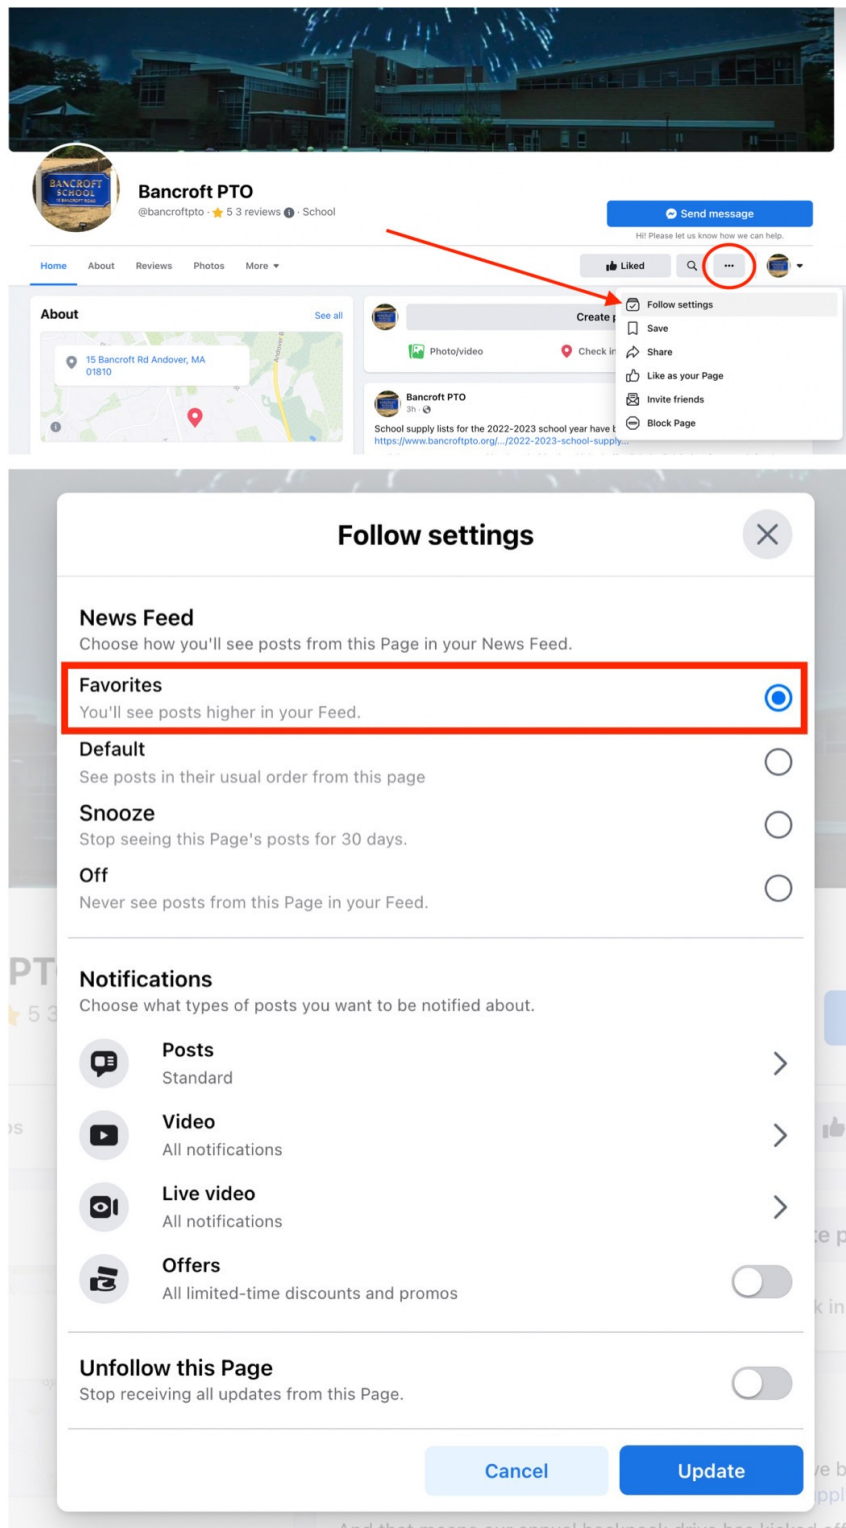 BANCROFT
SCHOOL
15 BANCROFT ROAD
Bancroft PTO
@bancroftpto · 5 3 reviews · School
Send message
Hi! Please let us know how we can help.
Home About Reviews Photos More
Liked
About
See all
15 Bancroft Rd Andover, MA
01810
Create p
Photo/video
Check in
Bancroft PTO
3h ·
School supply lists for the 2022-2023 school year have b
https://www.bancroftpto.org/.../2022-2023-school-supply...
Follow settings
Save
Share
Like as your Page
Invite friends
Block Page
Follow settings
News Feed
Choose how you'll see posts from this Page in your News Feed.
Favorites
You'll see posts higher in your Feed.
Default
See posts in their usual order from this page
Snooze
Stop seeing this Page's posts for 30 days.
Off
Never see posts from this Page in your Feed.
Notifications
Choose what types of posts you want to be notified about.
Posts
Standard
Video
All notifications
Live video
All notifications
Offers
All limited-time discounts and promos
Unfollow this Page
Stop receiving all updates from this Page.
Cancel
Update